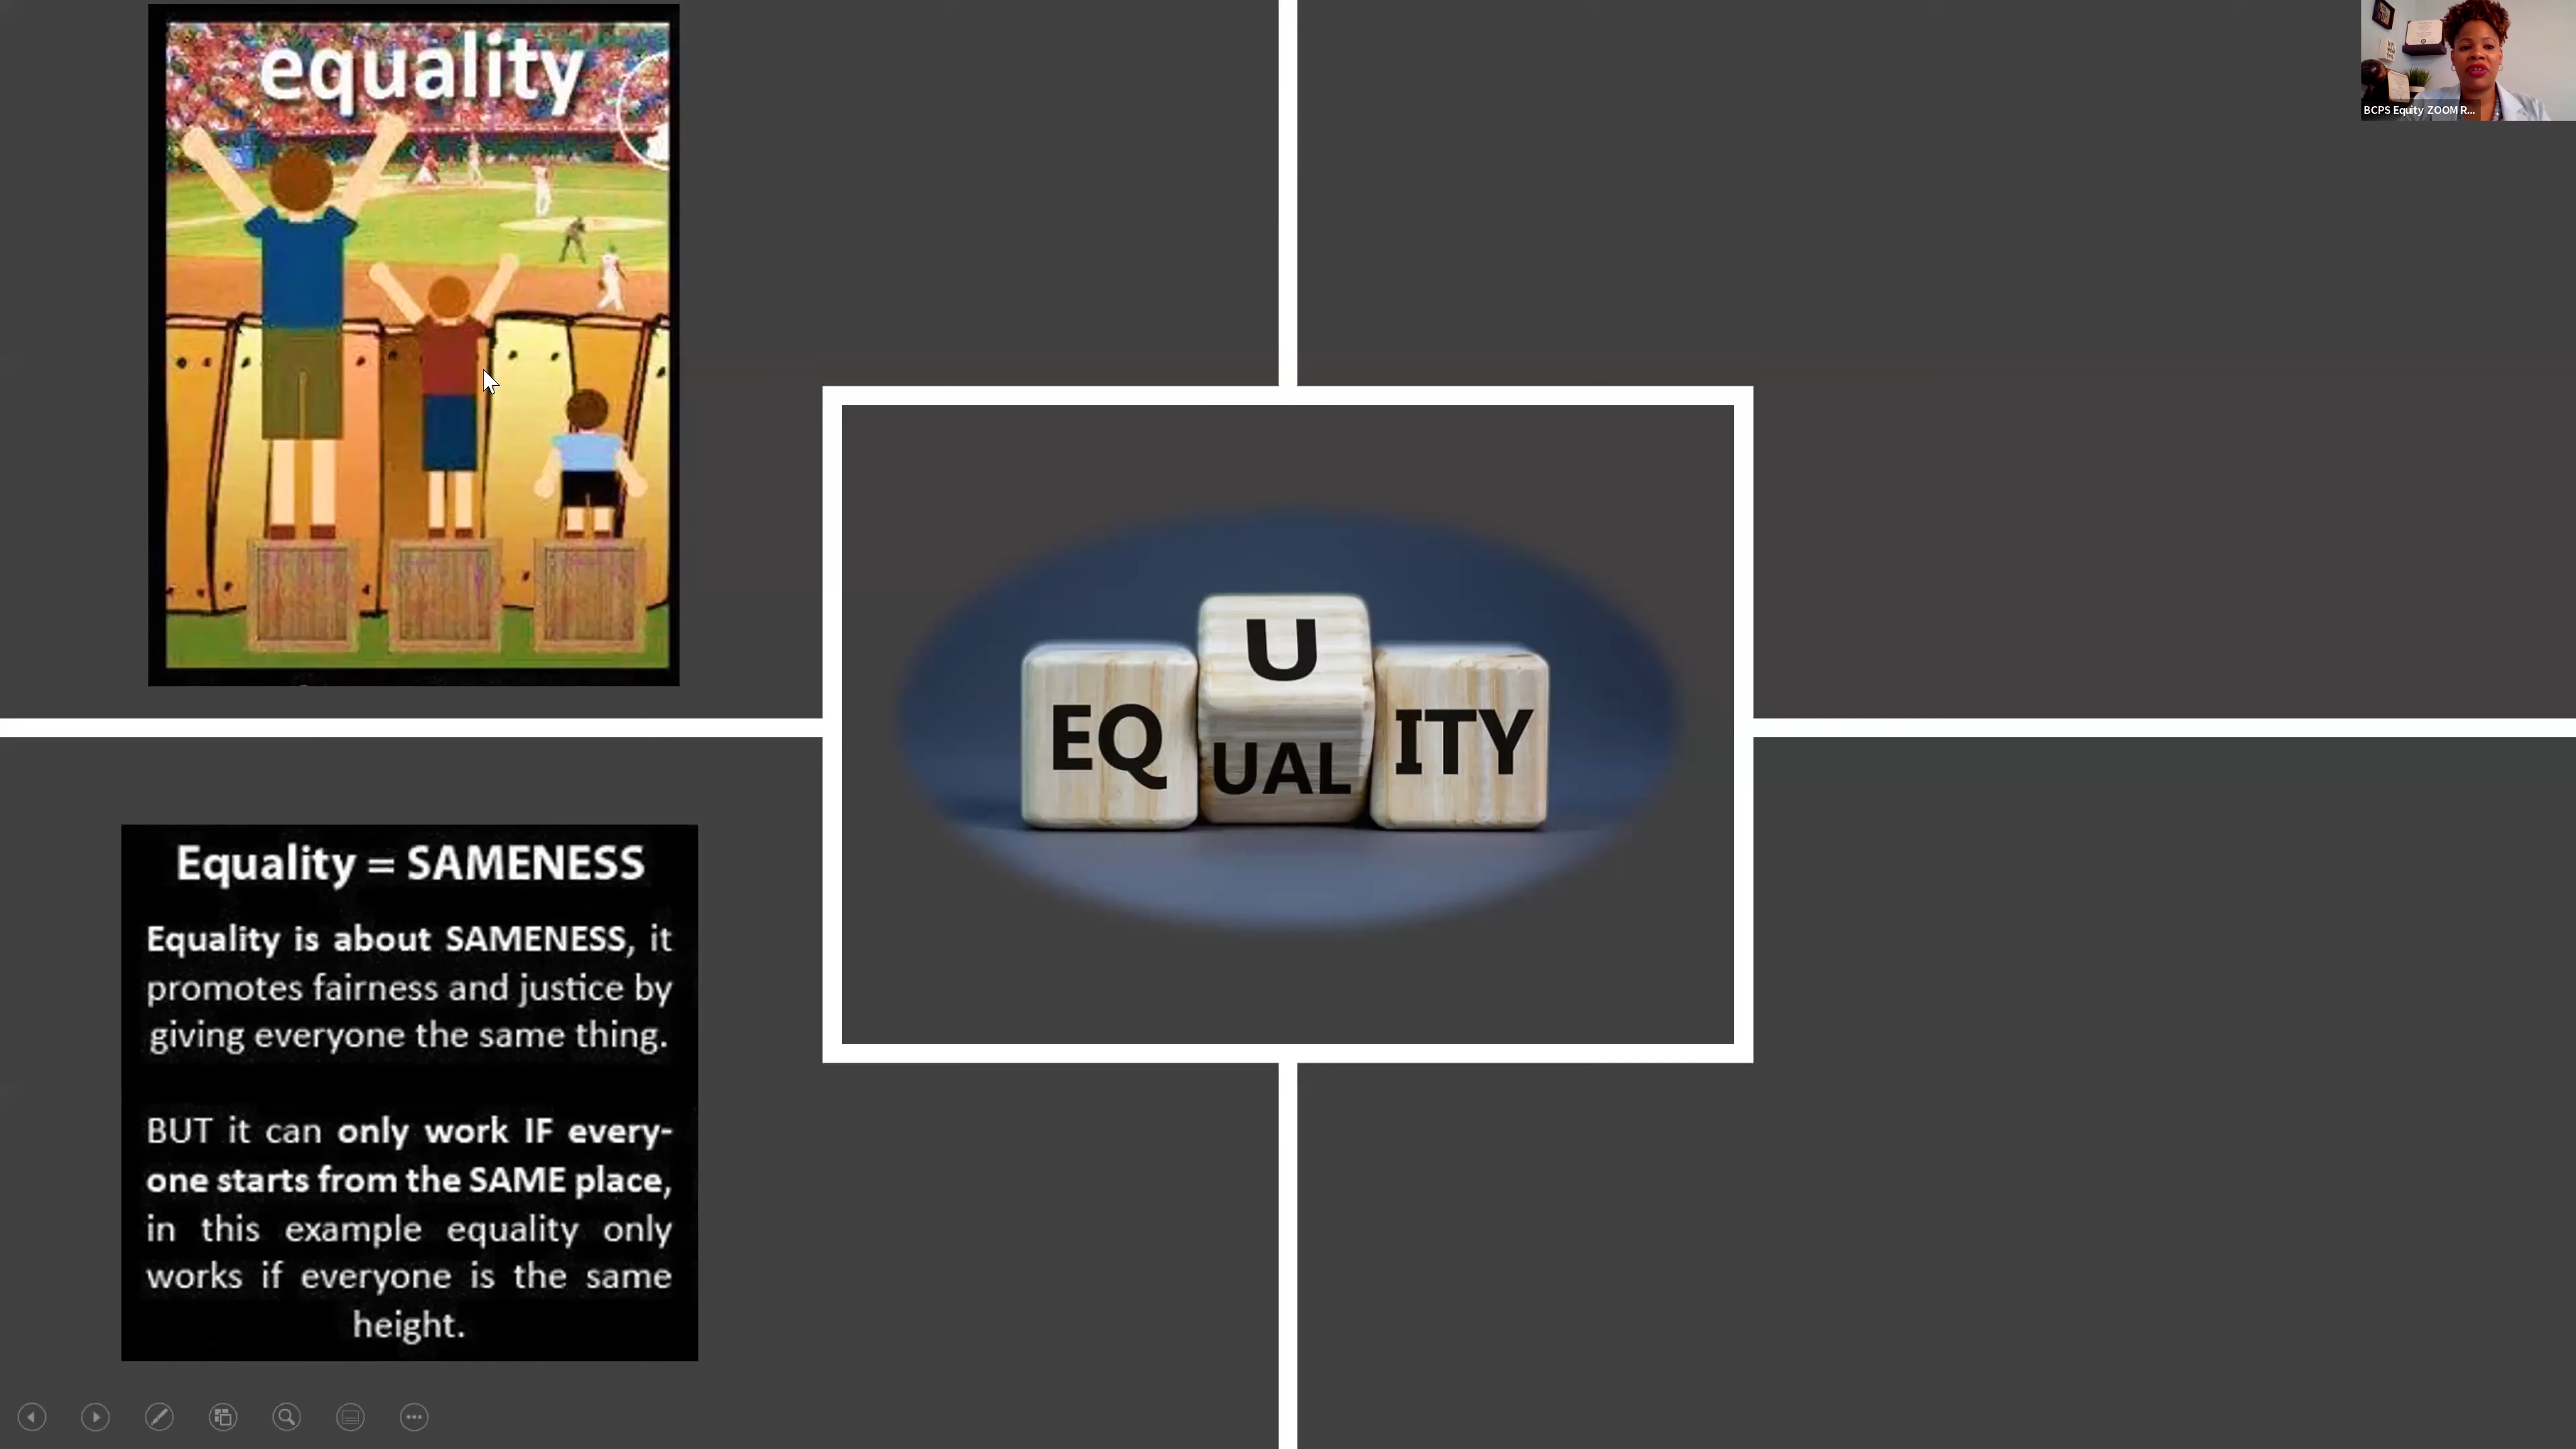 equality
BCPS Equity ZOOM R...
U
EQ UAL ITY
Equality = SAMENESS
Equality is about SAMENESS, it
promotes fairness and justice by
giving everyone the same thing.
BUT it can only work IF every-
one starts from the SAME place,
in this example equality only
works if everyone is the same
height.